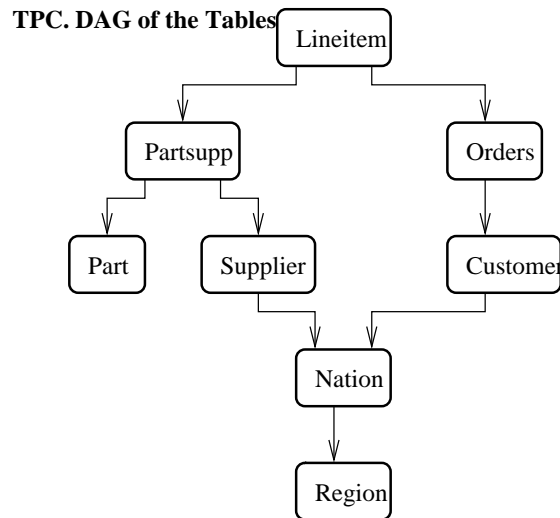 TPC. DAG of the Tables
Lineitem
Partsupp
Orders
Part
Supplier
Customer
Nation
Region